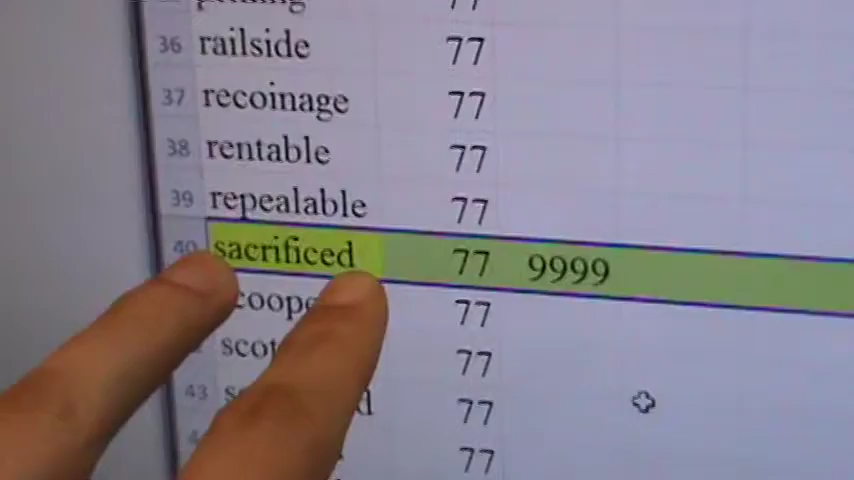 77
36 railside 77
37 recoinage 77
38 rentable 77
39 repealable 77
40 sacrificed 77 9999
77
77
43 77
77